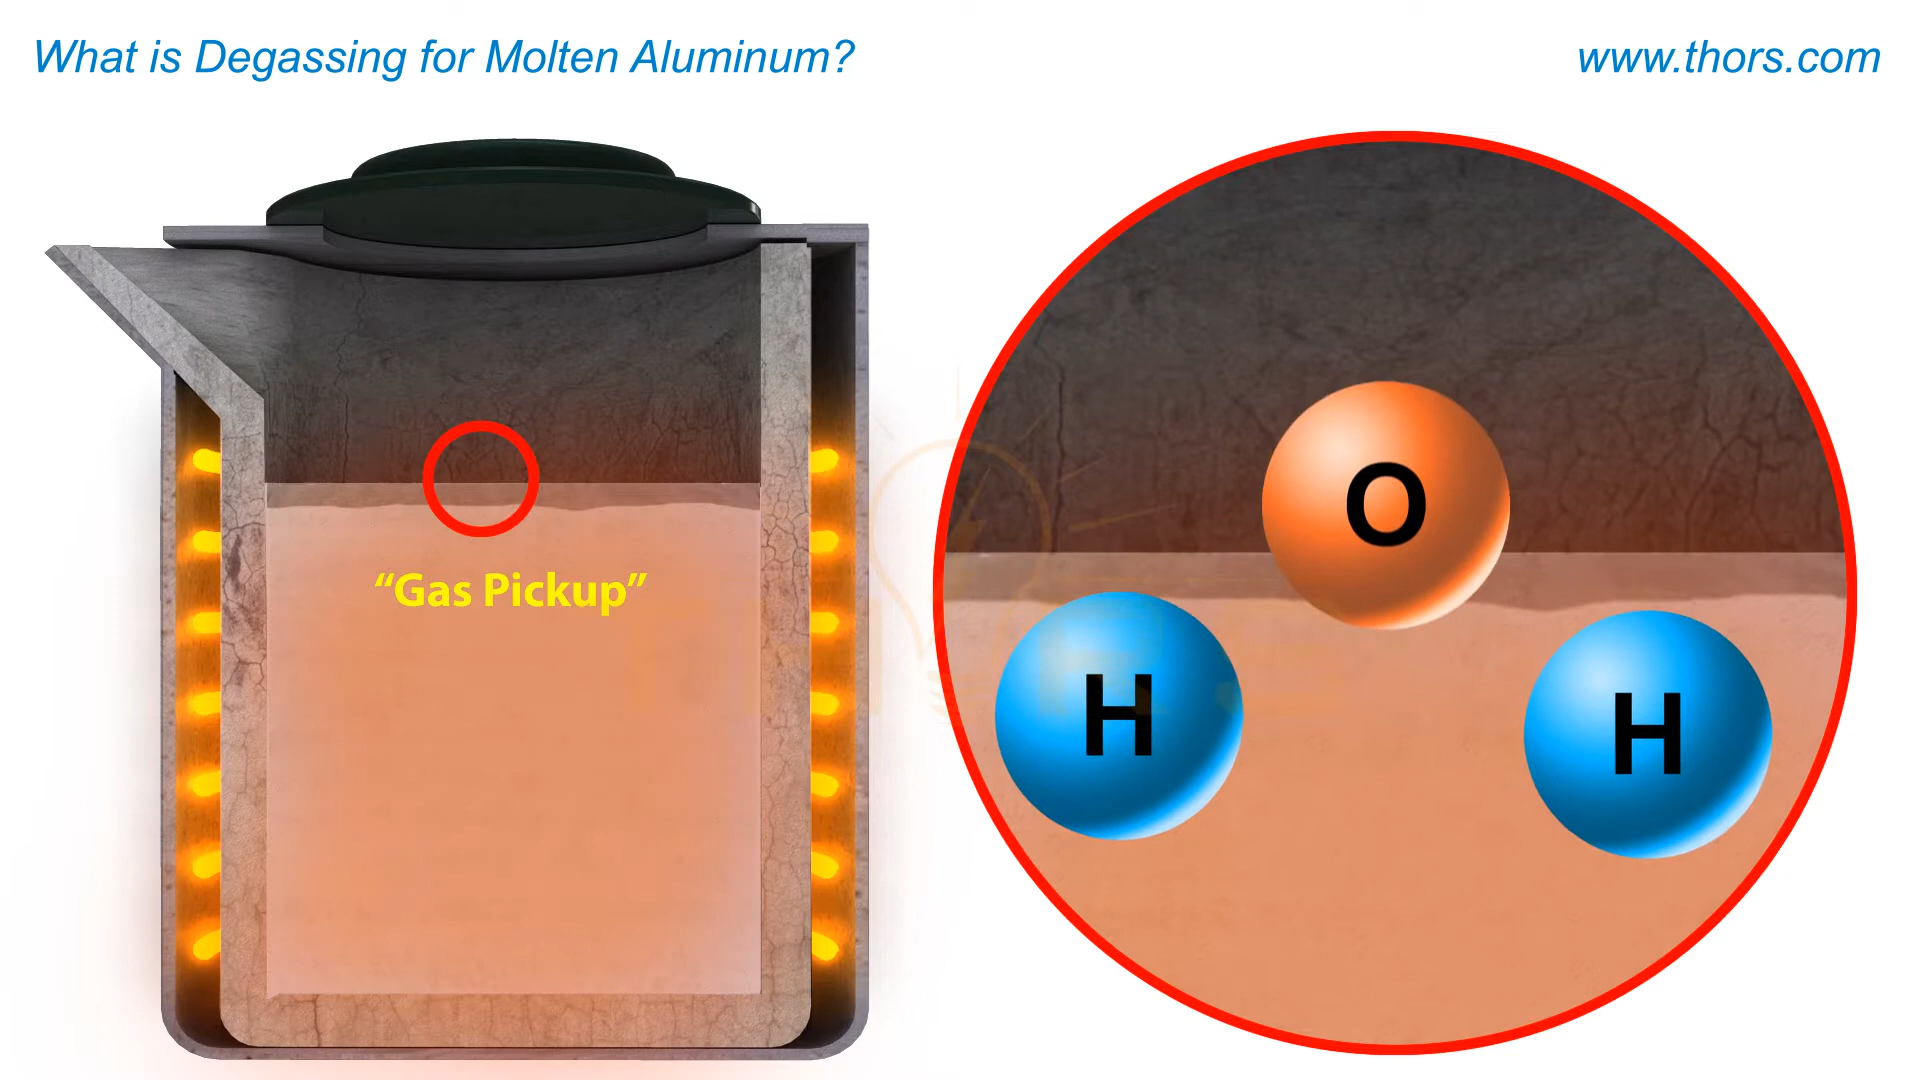 What is Degassing for Molten Aluminum?
www.thors.com
“Gas Pickup”
O
H
H